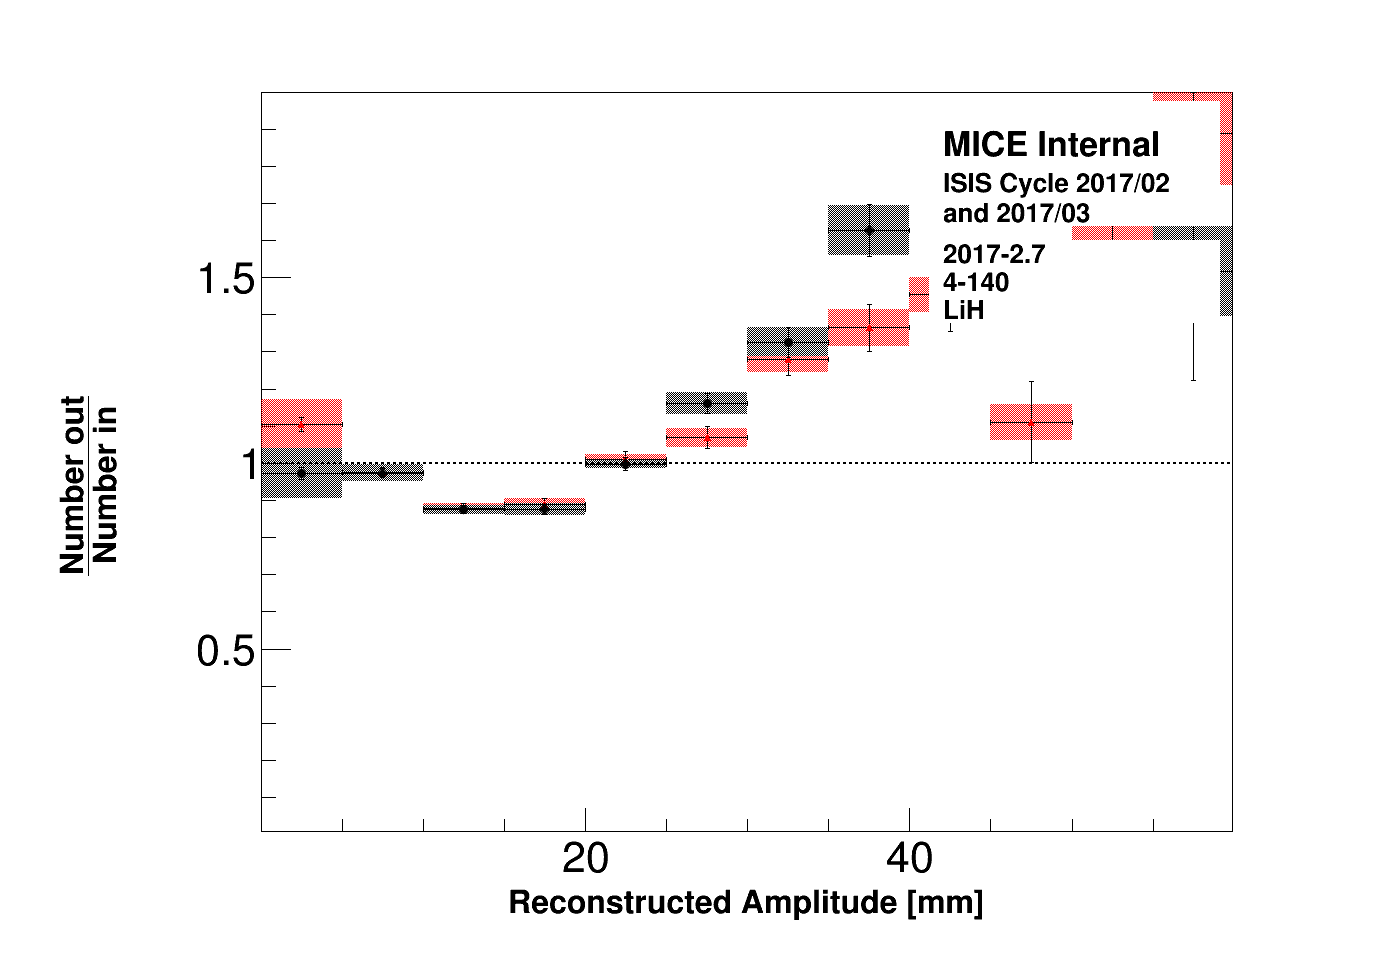 MICE Internal
ISIS Cycle 2017/02
and 2017/03
2017-2.7
4-140
LiH
1.5
1
0.5
Number out
Number in
20
40
Reconstructed Amplitude [mm]